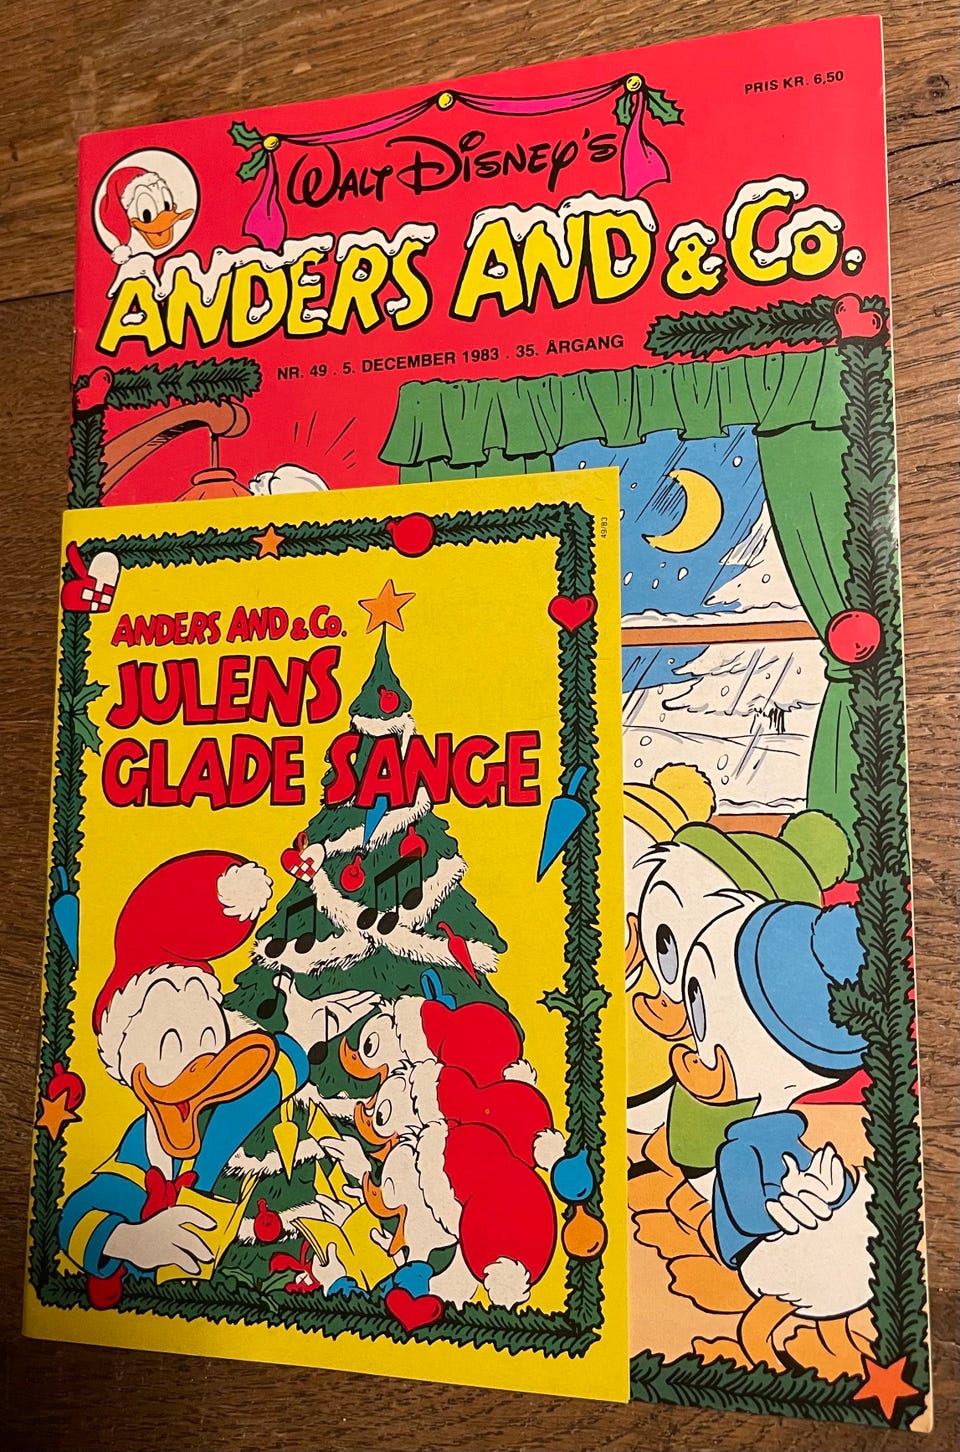 PRIS KR. 6,50
WALT DISNEY'S
ANDERS AND & Co.
NR. 49 . 5. DECEMBER 1983 . 35. ÅRGANG
49/83
ANDERS AND & Co.
JULENS
GLADE SANGE